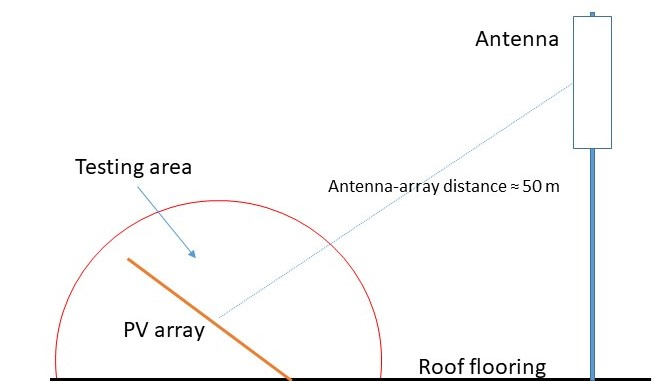 Antenna
Testing area
Antenna-array distance ≈ 50 m
PV array
Roof flooring